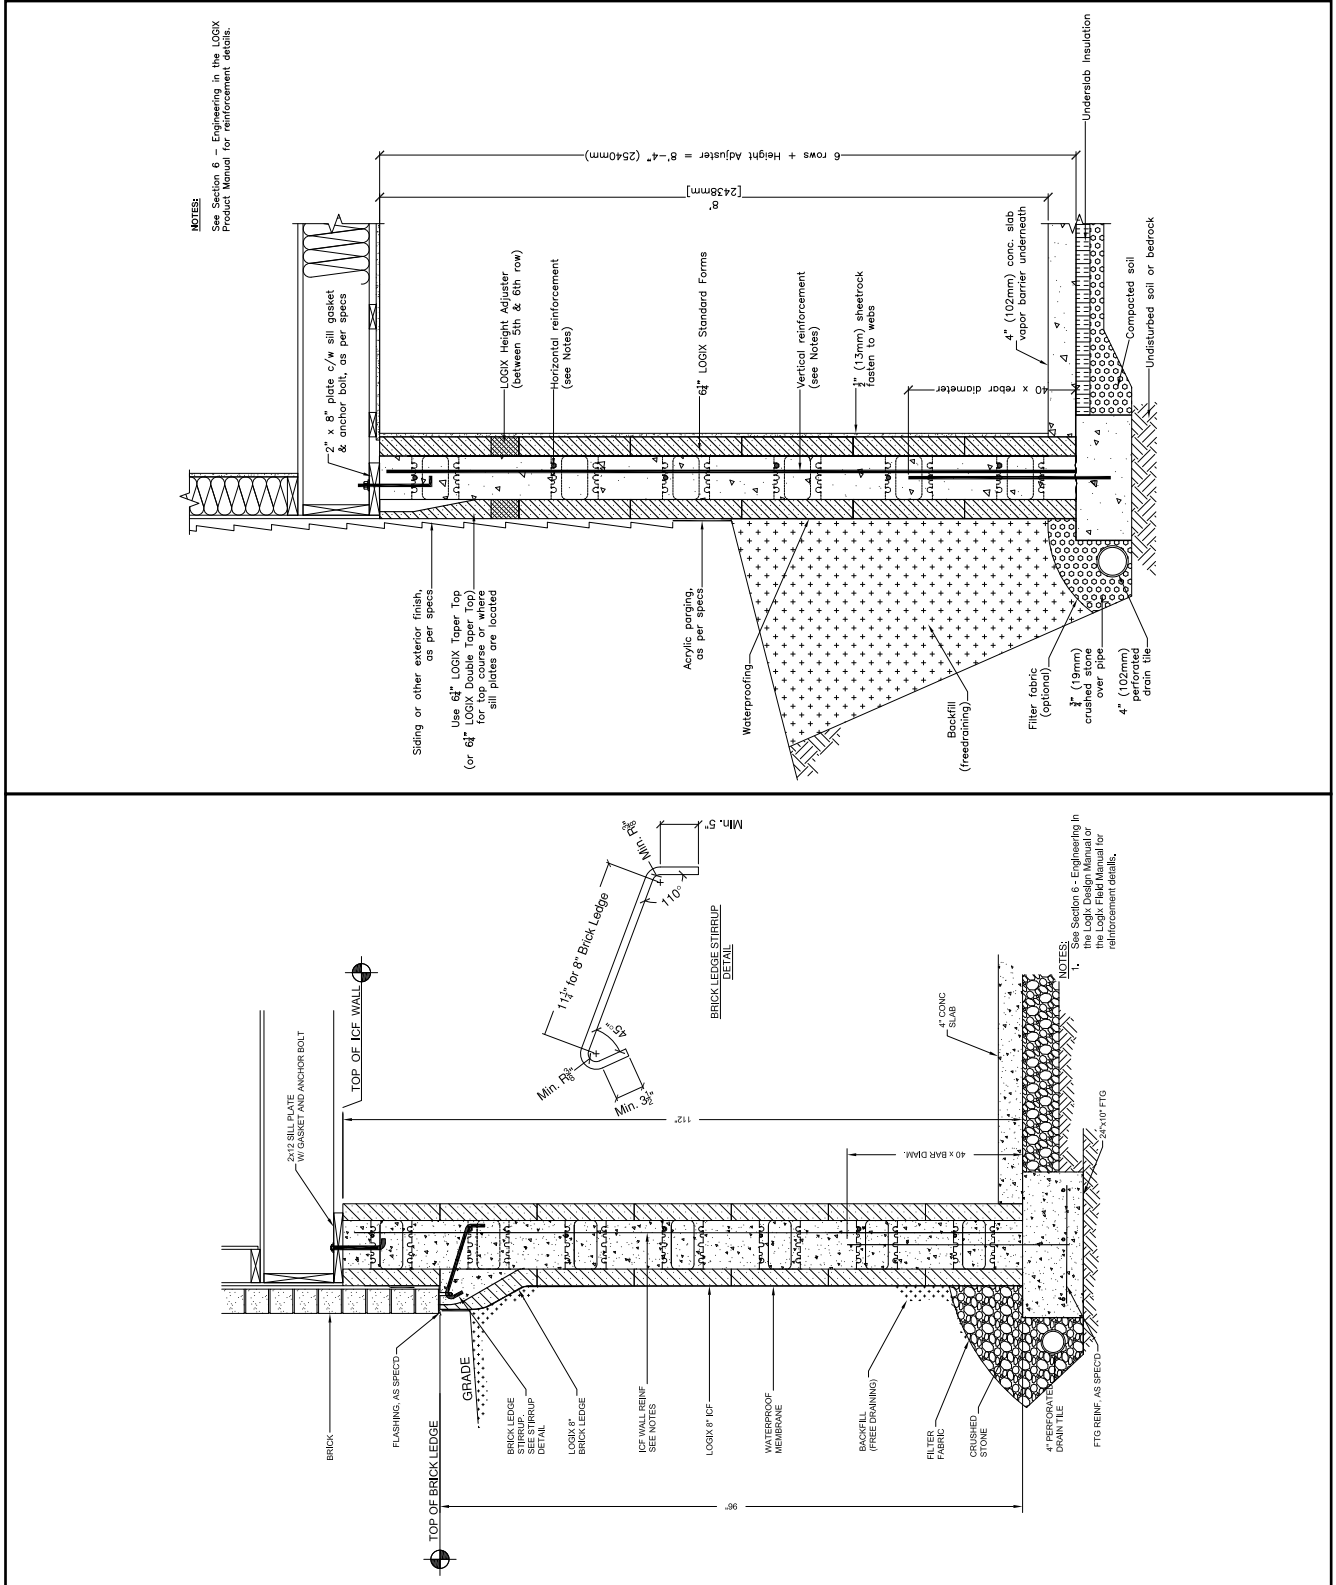 NOTES:
See Section 6 - Engineering in the LOGIX
Product Manual for reinforcement details.
2" x 8" plate c/w sill gasket
& anchor bolt, as per specs
6 rows + Height Adjuster = 8'-4" (2540mm)
8'
[2438mm]
LOGIX Height Adjuster
(between 5th & 6th row)
Horizontal reinforcement
(see Notes)
6¼" LOGIX Standard Forms
Vertical reinforcement
(see Notes)
½" (13mm) sheetrock
fasten to webs
40 x rebar diameter
4" (102mm) conc. slab
vapor barrier underneath
Underslab Insulation
Compacted soil
Undisturbed soil or bedrock
Siding or other exterior finish,
as per specs
Use 6¼" LOGIX Taper Top
(or 6¼" LOGIX Double Taper Top)
for top course or where
sill plates are located
Acrylic parging,
as per specs
Waterproofing
Backfill
(freedraining)
Filter fabric
(optional)
¾" (19mm)
crushed stone
over pipe
4" (102mm)
perforated
drain tile
2x12 SILL PLATE
W/ GASKET AND ANCHOR BOLT
TOP OF ICF WALL
11¼" for 8" Brick Ledge
Min. R⅜"
Min. 3½"
45°
110°
Min. R⅜"
Min. 5"
BRICK LEDGE STIRRUP
DETAIL
112"
40 x BAR DIAM.
4" CONC
SLAB
NOTES:
1. See Section 6 - Engineering in
the Logix Design Manual or
the Logix Field Manual for
reinforcement details.
24"x10" FTG
BRICK
FLASHING, AS SPEC'D
TOP OF BRICK LEDGE
GRADE
BRICK LEDGE
STIRRUP.
SEE STIRRUP
DETAIL
LOGIX 8"
BRICK LEDGE
ICF WALL REINF
SEE NOTES
LOGIX 8" ICF
WATERPROOF
MEMBRANE
BACKFILL
(FREE DRAINING)
FILTER
FABRIC
CRUSHED
STONE
4" PERFORATED
DRAIN TILE
FTG REINF. AS SPEC'D
96"